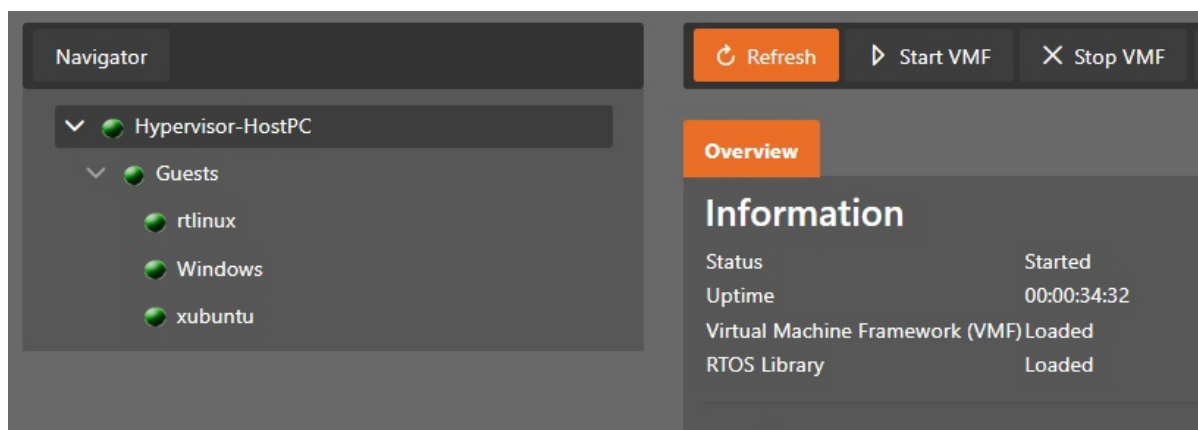 Navigator
Hypervisor-HostPC
Guests
rtlinux
Windows
xubuntu
Refresh Start VMF Stop VMF
Overview
Information
Status Started
Uptime 00:00:34:32
Virtual Machine Framework (VMF) Loaded
RTOS Library Loaded